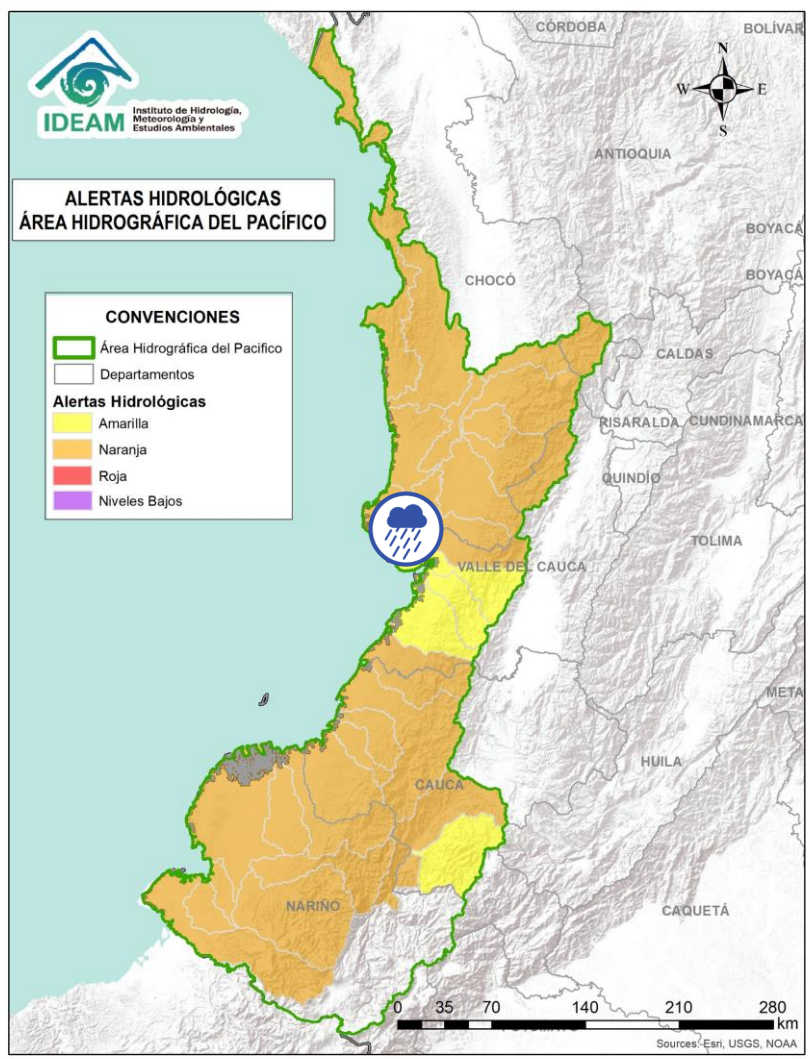 IDEAM
Instituto de Hidrología,
Meteorología y
Estudios Ambientales
ALERTAS HIDROLÓGICAS
ÁREA HIDROGRÁFICA DEL PACÍFICO
CONVENCIONES
Área Hidrográfica del Pacifico
Departamentos
Alertas Hidrológicas
Amarilla
Naranja
Roja
Niveles Bajos
N
W
E
S
CÓRDOBA
BOLÍVAR
ANTIOQUIA
BOYACÁ
BOYACÁ
CHOCÓ
CALDAS
RISARALDA
CUNDINAMARCA
QUINDÍO
TOLIMA
VALLE DEL CAUCA
META
HUILA
CAUCA
NARIÑO
CAQUETÁ
0 35 70 140 210 280
km
Sources: Esri, USGS, NOAA